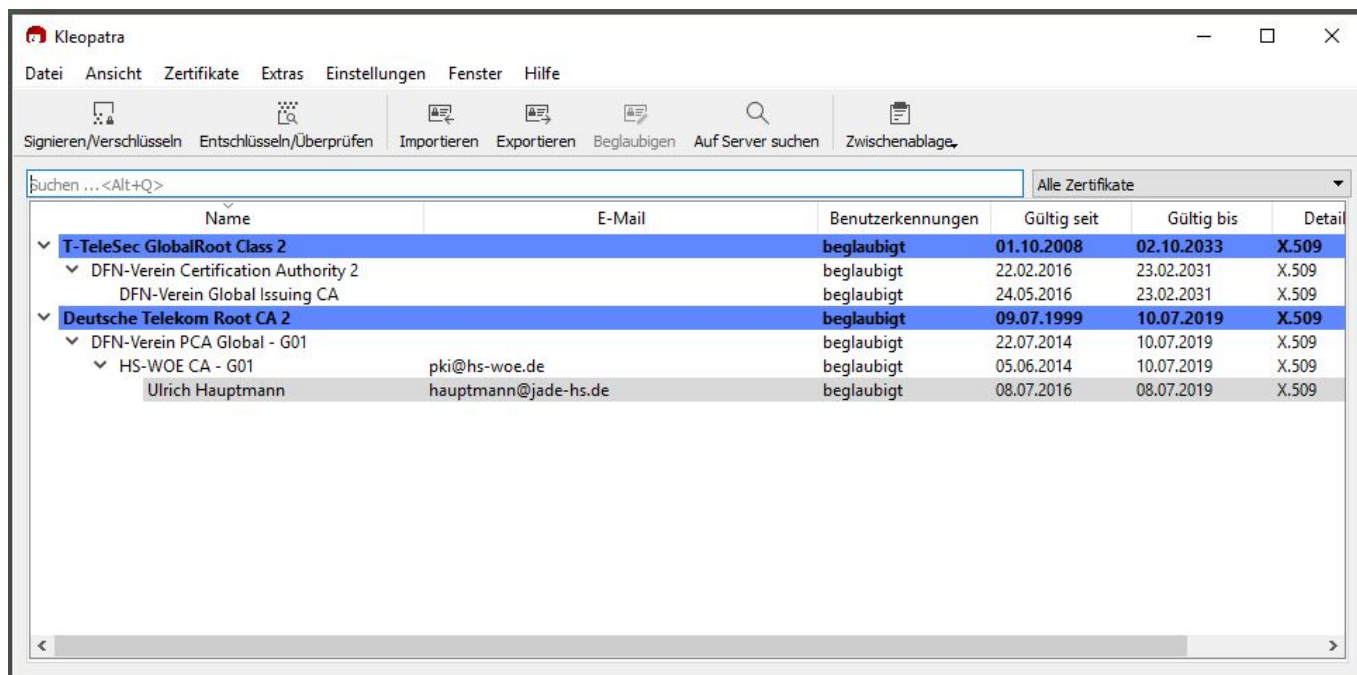 Kleopatra
Datei Ansicht Zertifikate Extras Einstellungen Fenster Hilfe
Signieren/Verschlüsseln Entschlüsseln/Überprüfen Importieren Exportieren Beglaubigen Auf Server suchen Zwischenablage
Suchen ...<Alt+Q> Alle Zertifikate
Name E-Mail Benutzerkennungen Gültig seit Gültig bis Detail
T-TeleSec GlobalRoot Class 2 beglaubigt 01.10.2008 02.10.2033 X.509
DFN-Verein Certification Authority 2 beglaubigt 22.02.2016 23.02.2031 X.509
DFN-Verein Global Issuing CA beglaubigt 24.05.2016 23.02.2031 X.509
Deutsche Telekom Root CA 2 beglaubigt 09.07.1999 10.07.2019 X.509
DFN-Verein PCA Global - G01 beglaubigt 22.07.2014 10.07.2019 X.509
HS-WOE CA - G01 pki@hs-woe.de beglaubigt 05.06.2014 10.07.2019 X.509
Ulrich Hauptmann hauptmann@jade-hs.de beglaubigt 08.07.2016 08.07.2019 X.509